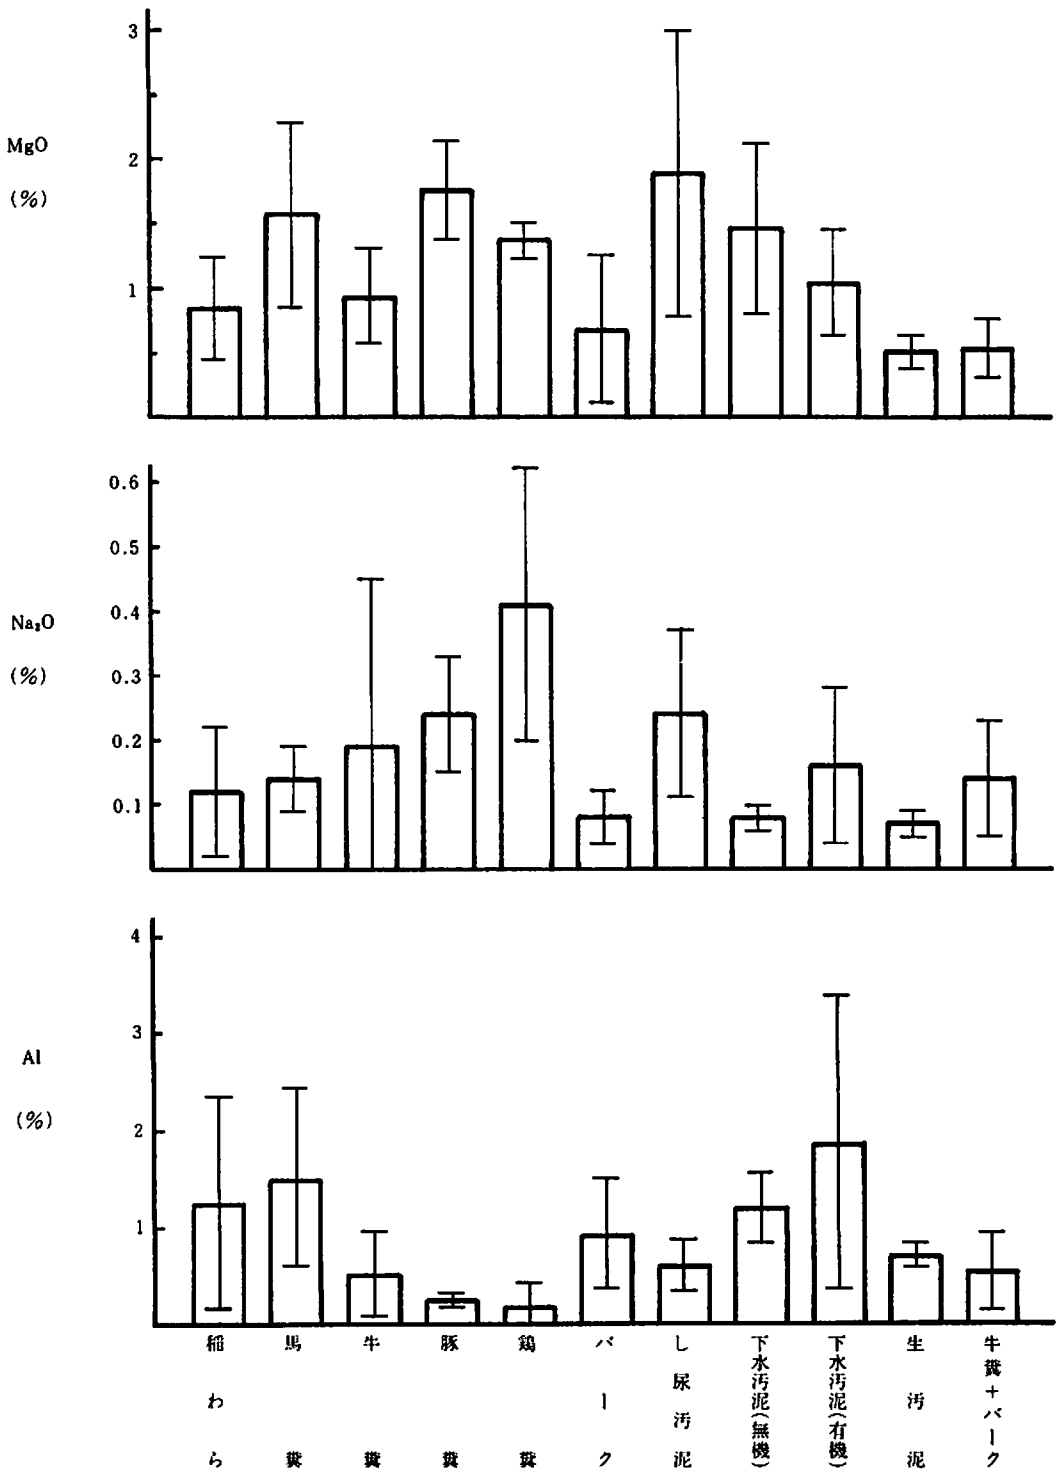 3
MgO
2
(%)
1
0.6
0.5
0.4
Na₂O
0.3
(%)
0.2
0.1
4
3
Al
(%)
2
1
稲わら
馬糞
牛糞
豚糞
鶏糞
バーク
し尿汚泥
下水汚泥(無機)
下水汚泥(有機)
生汚泥
牛糞+バーク